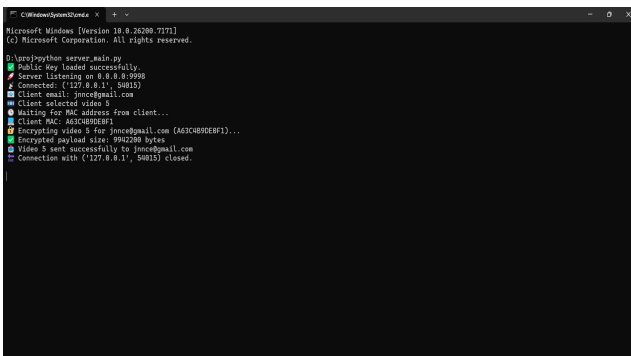 C:\Windows\System32\cmd.e
Microsoft Windows [Version 10.0.26200.7171]
(c) Microsoft Corporation. All rights reserved.
D:\proj>python server_main.py
✅ Public Key loaded successfully.
🚀 Server listening on 0.0.0.0:9998
Connected: ('127.0.0.1', 54015)
📧 Client email: jnnce@gmail.com
Client selected video 5
Waiting for MAC address from client...
Client MAC: A63C4B9DE8F1
Encrypting video 5 for jnnce@gmail.com (A63C4B9DE8F1)...
✅ Encrypted payload size: 9942200 bytes
Video 5 sent successfully to jnnce@gmail.com
Connection with ('127.0.0.1', 54015) closed.